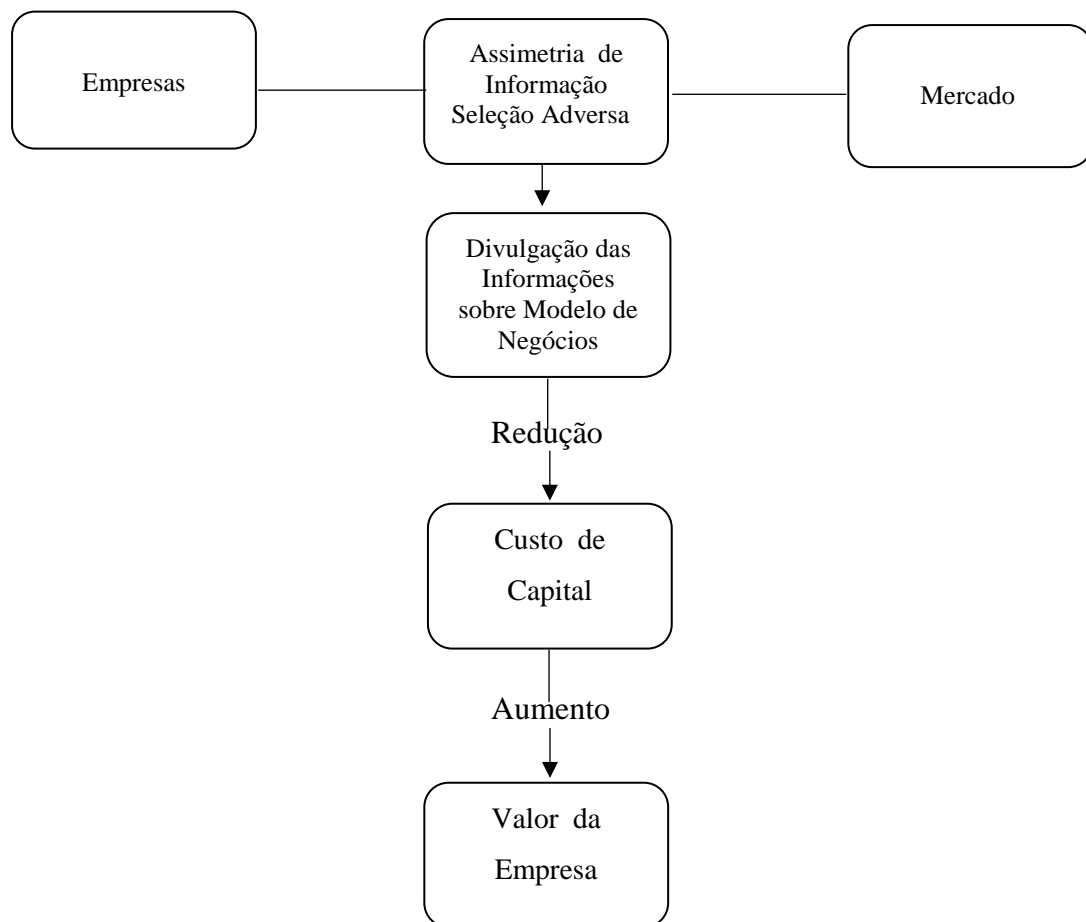 Empresas
Assimetria de
Informação
Seleção Adversa
Mercado
Divulgação das
Informações
sobre Modelo de
Negócios
Redução
Custo de
Capital
Aumento
Valor da
Empresa